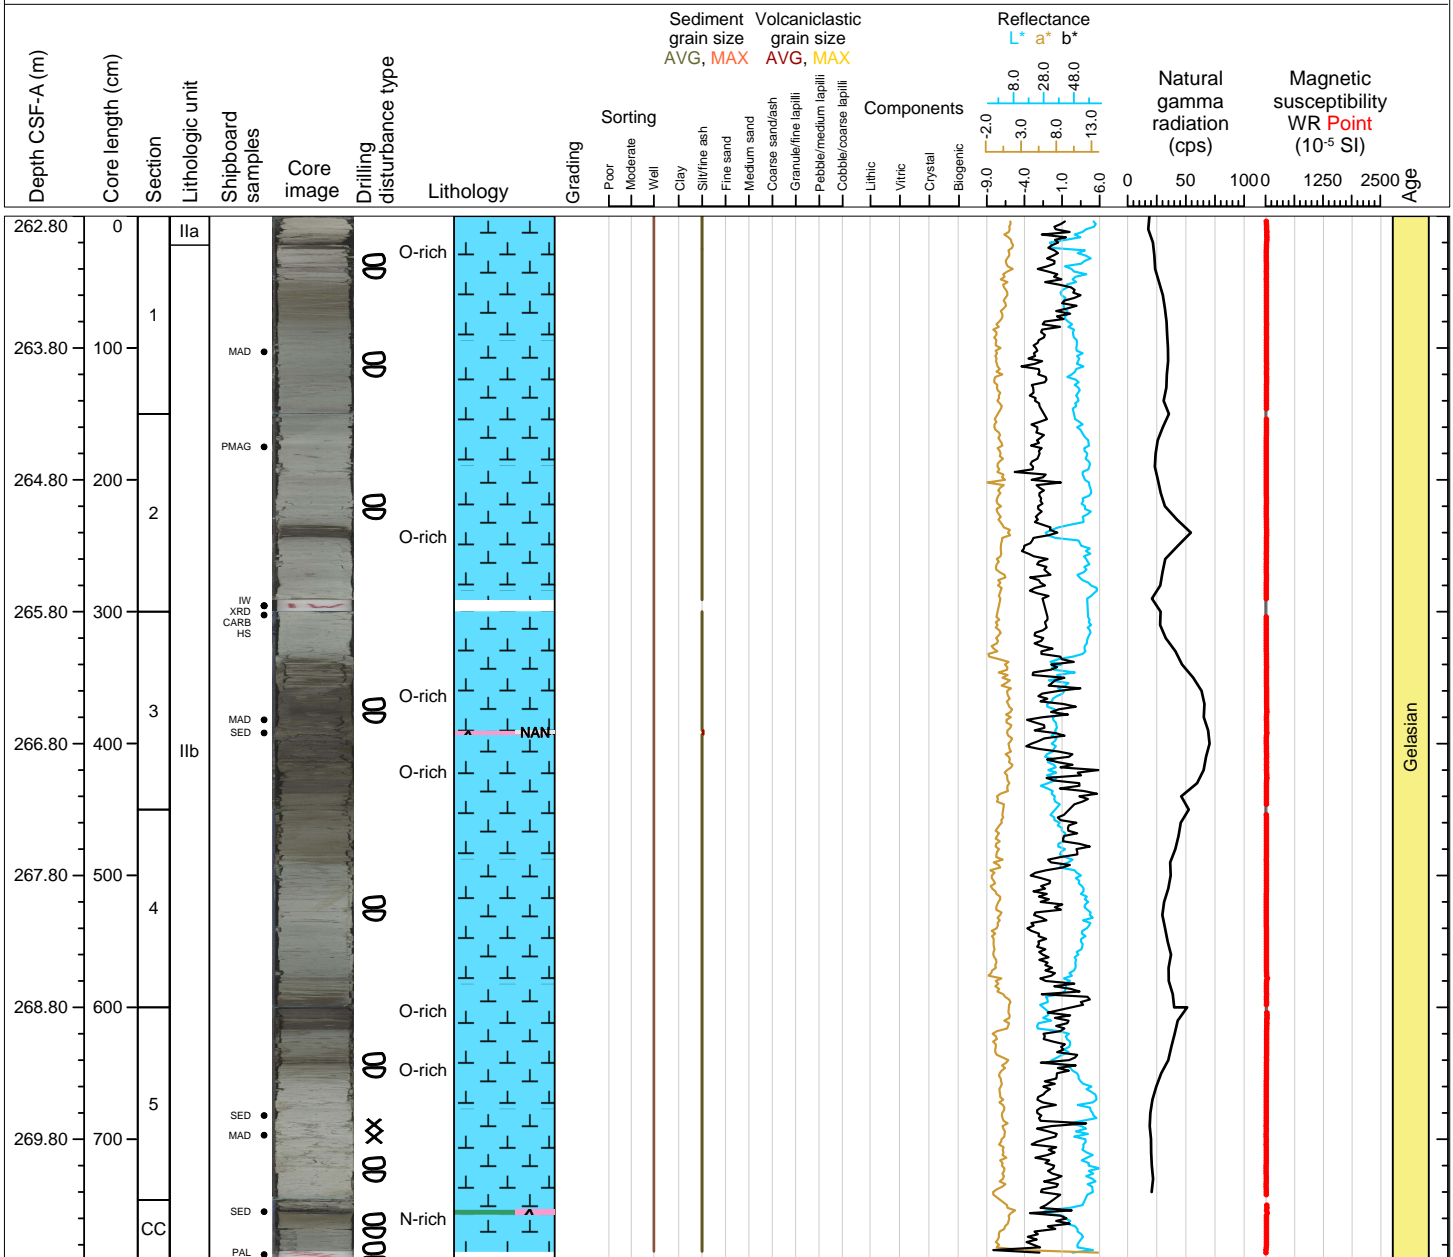 Sediment grain size
AVG, MAX
Volcaniclastic grain size
AVG, MAX
Reflectance
L* a* b*
Depth CSF-A (m)
Core length (cm)
Section
Lithologic unit
Shipboard samples
Core image
Drilling disturbance type
Lithology
Grading
Sorting
Poor
Moderate
Well
Clay
Silt/fine ash
Fine sand
Medium sand
Coarse sand/ash
Granule/fine lapilli
Pebble/medium lapilli
Cobble/coarse lapilli
Components
Lithic
Vitric
Crystal
Biogenic
8.0 28.0 48.0
-2.0 3.0 8.0 13.0
-9.0 -4.0 1.0 6.0
Natural gamma radiation (cps)
0 50 100
Magnetic susceptibility
WR Point
(10-5 SI)
0 1250 2500
Age
262.80 0 IIa
O-rich
1
263.80 100 MAD
PMAG
264.80 200
2
O-rich
IW
265.80 300 XRD
CARB
HS
O-rich
3
MAD
SED NAN
266.80 400 IIb
O-rich
Gelasian
267.80 500
4
268.80 600 O-rich
O-rich
5
SED
269.80 700 MAD
SED
N-rich
CC
PAL